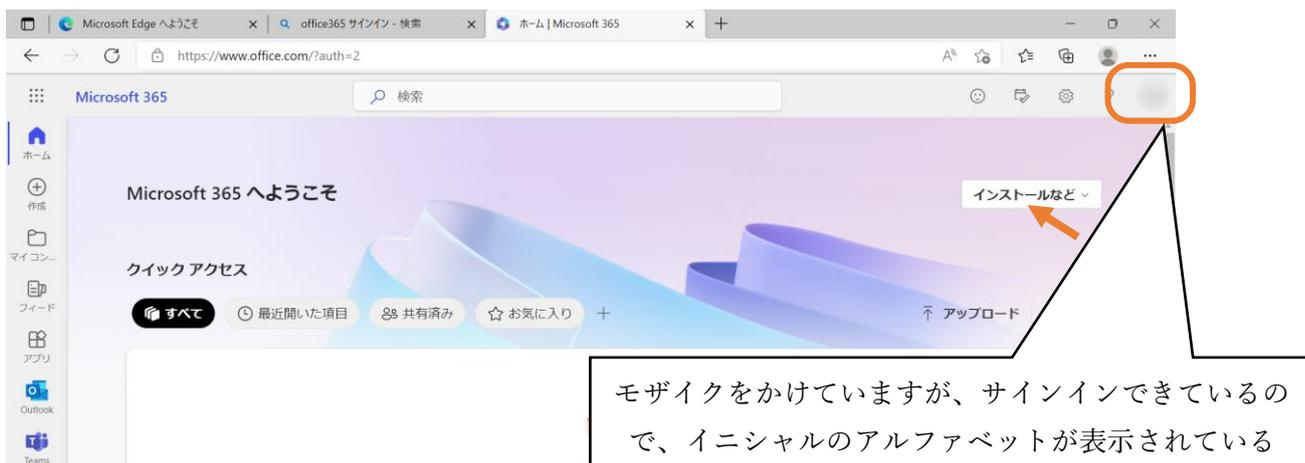 Microsoft Edge へようこそ
office365 サインイン - 検索
ホーム | Microsoft 365
https://www.office.com/?auth=2
Microsoft 365
検索
ホーム
Microsoft 365 へようこそ
インストールなど
作成
マイ コン...
クイック アクセス
フィード
すべて
最近開いた項目
共有済み
お気に入り
アップロード
アプリ
Outlook
Teams
モザイクをかけていますが、サインインできているの
で、イニシャルのアルファベットが表示されている